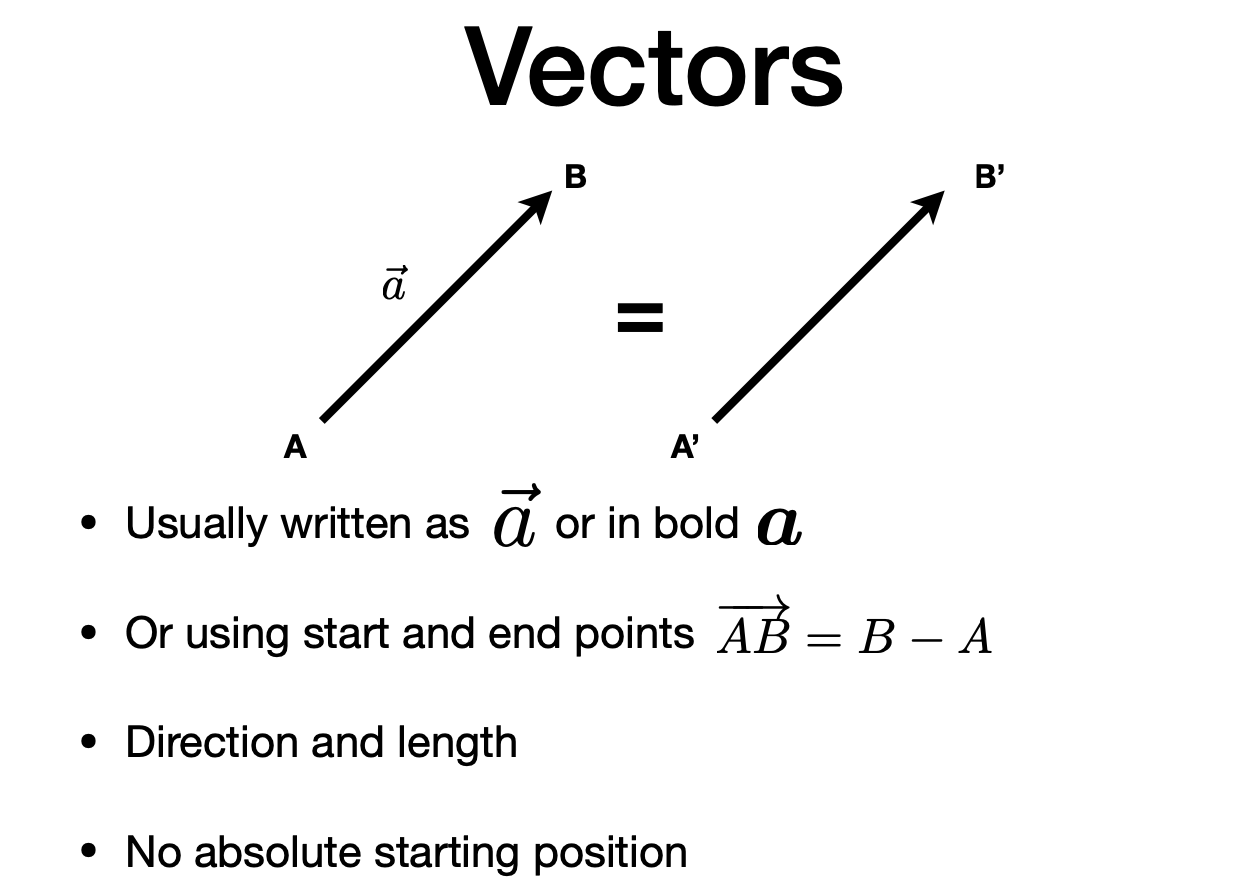 Vectors
B
B’
$\vec{a}$
=
A
A’
• Usually written as $\vec{a}$ or in bold $\boldsymbol{a}$
• Or using start and end points $\overrightarrow{AB} = B - A$
• Direction and length
• No absolute starting position